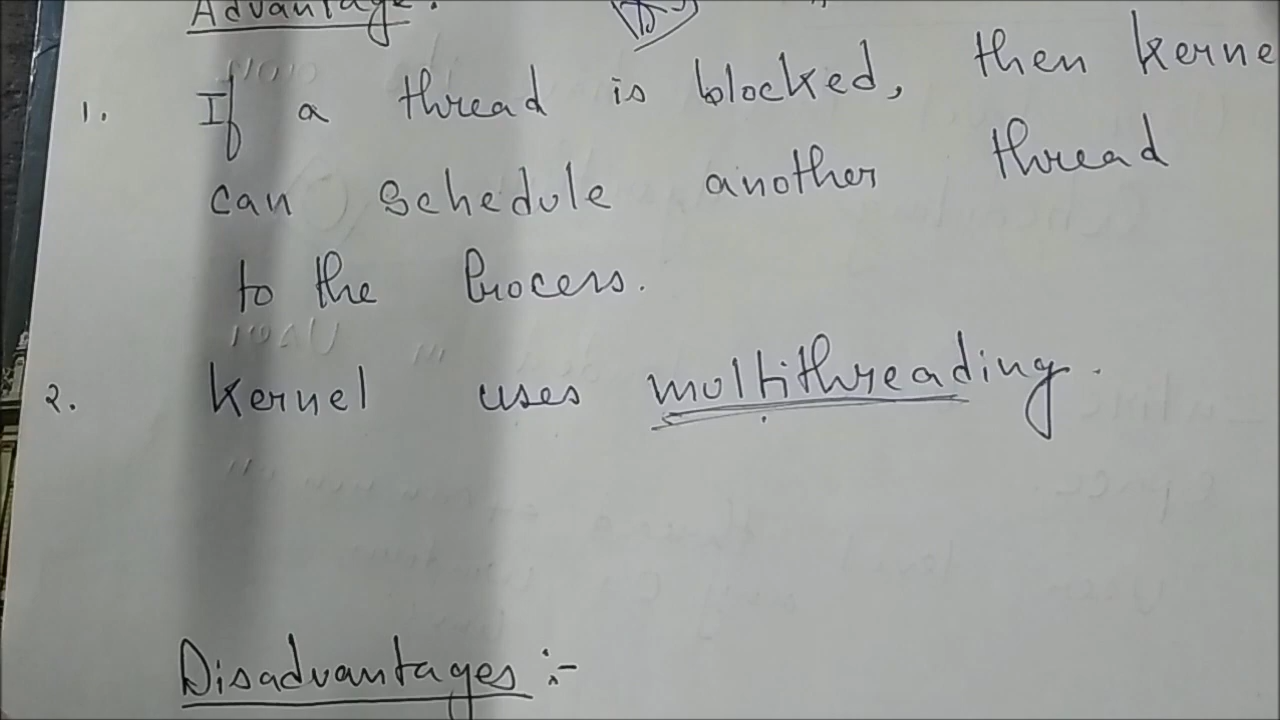 Advantage:
1. If a thread is blocked, then kerne
can schedule another thread
to the Process.
2. kernel uses multithreading.
Disadvantages :-